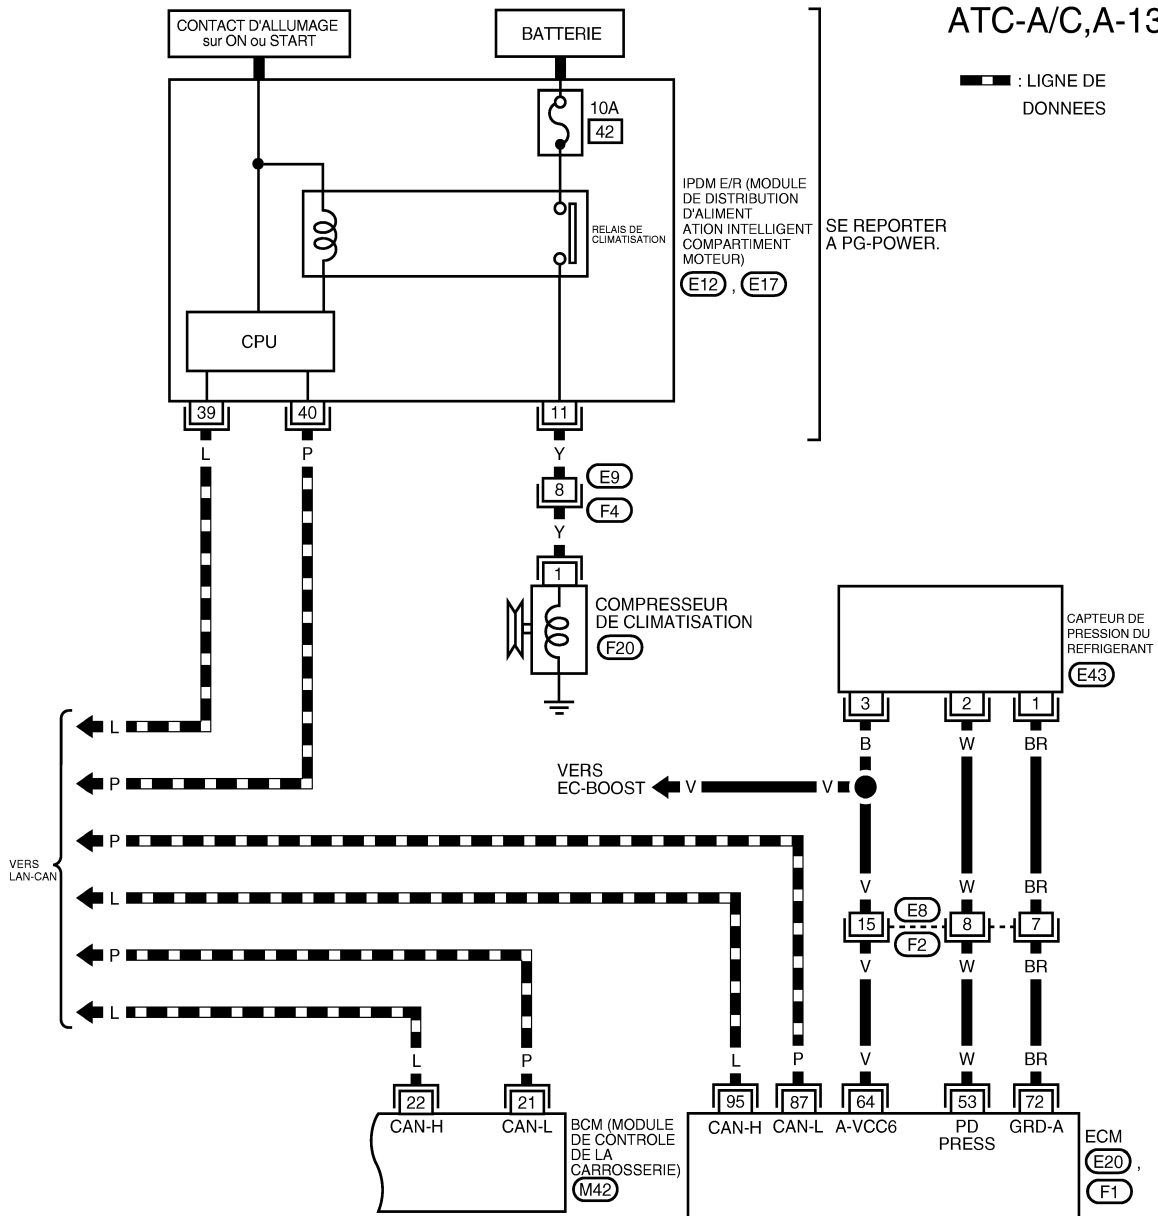 ATC-A/C,A-13
CONTACT D'ALLUMAGE
sur ON ou START
BATTERIE
: LIGNE DE
DONNEES
10A
42
IPDM E/R (MODULE
DE DISTRIBUTION
D'ALIMENT
ATION INTELLIGENT
COMPARTIMENT
MOTEUR)
E12 , E17
SE REPORTER
A PG-POWER.
RELAIS DE
CLIMATISATION
CPU
39 40 11
L P Y
8 E9
F4
Y
1
COMPRESSEUR
DE CLIMATISATION
F20
CAPTEUR DE
PRESSION DU
REFRIGERANT
E43
3 2 1
B W BR
L
P
VERS
EC-BOOST
V V
P
VERS
LAN-CAN
L
V W BR
15 E8 8 7
F2
V W BR
P
L
L P L P V W BR
22 21 95 87 64 53 72
CAN-H CAN-L CAN-H CAN-L A-VCC6 PD
PRESS GRD-A
BCM (MODULE
DE CONTROLE
DE LA
CARROSSERIE)
M42
ECM
E20 ,
F1